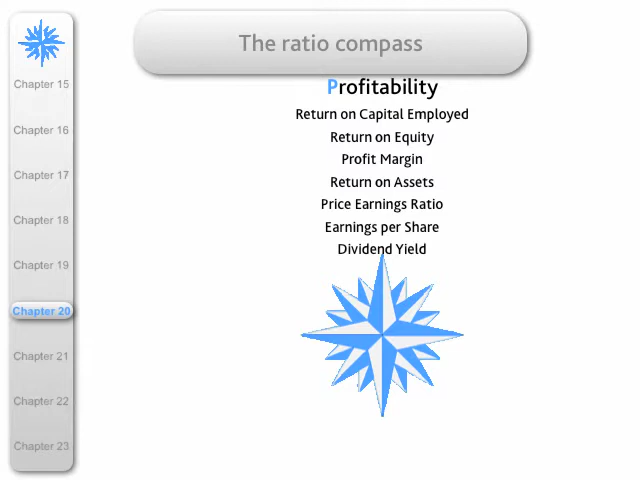 The ratio compass
Profitability
Return on Capital Employed
Return on Equity
Profit Margin
Return on Assets
Price Earnings Ratio
Earnings per Share
Dividend Yield
Chapter 15
Chapter 16
Chapter 17
Chapter 18
Chapter 19
Chapter 20
Chapter 21
Chapter 22
Chapter 23